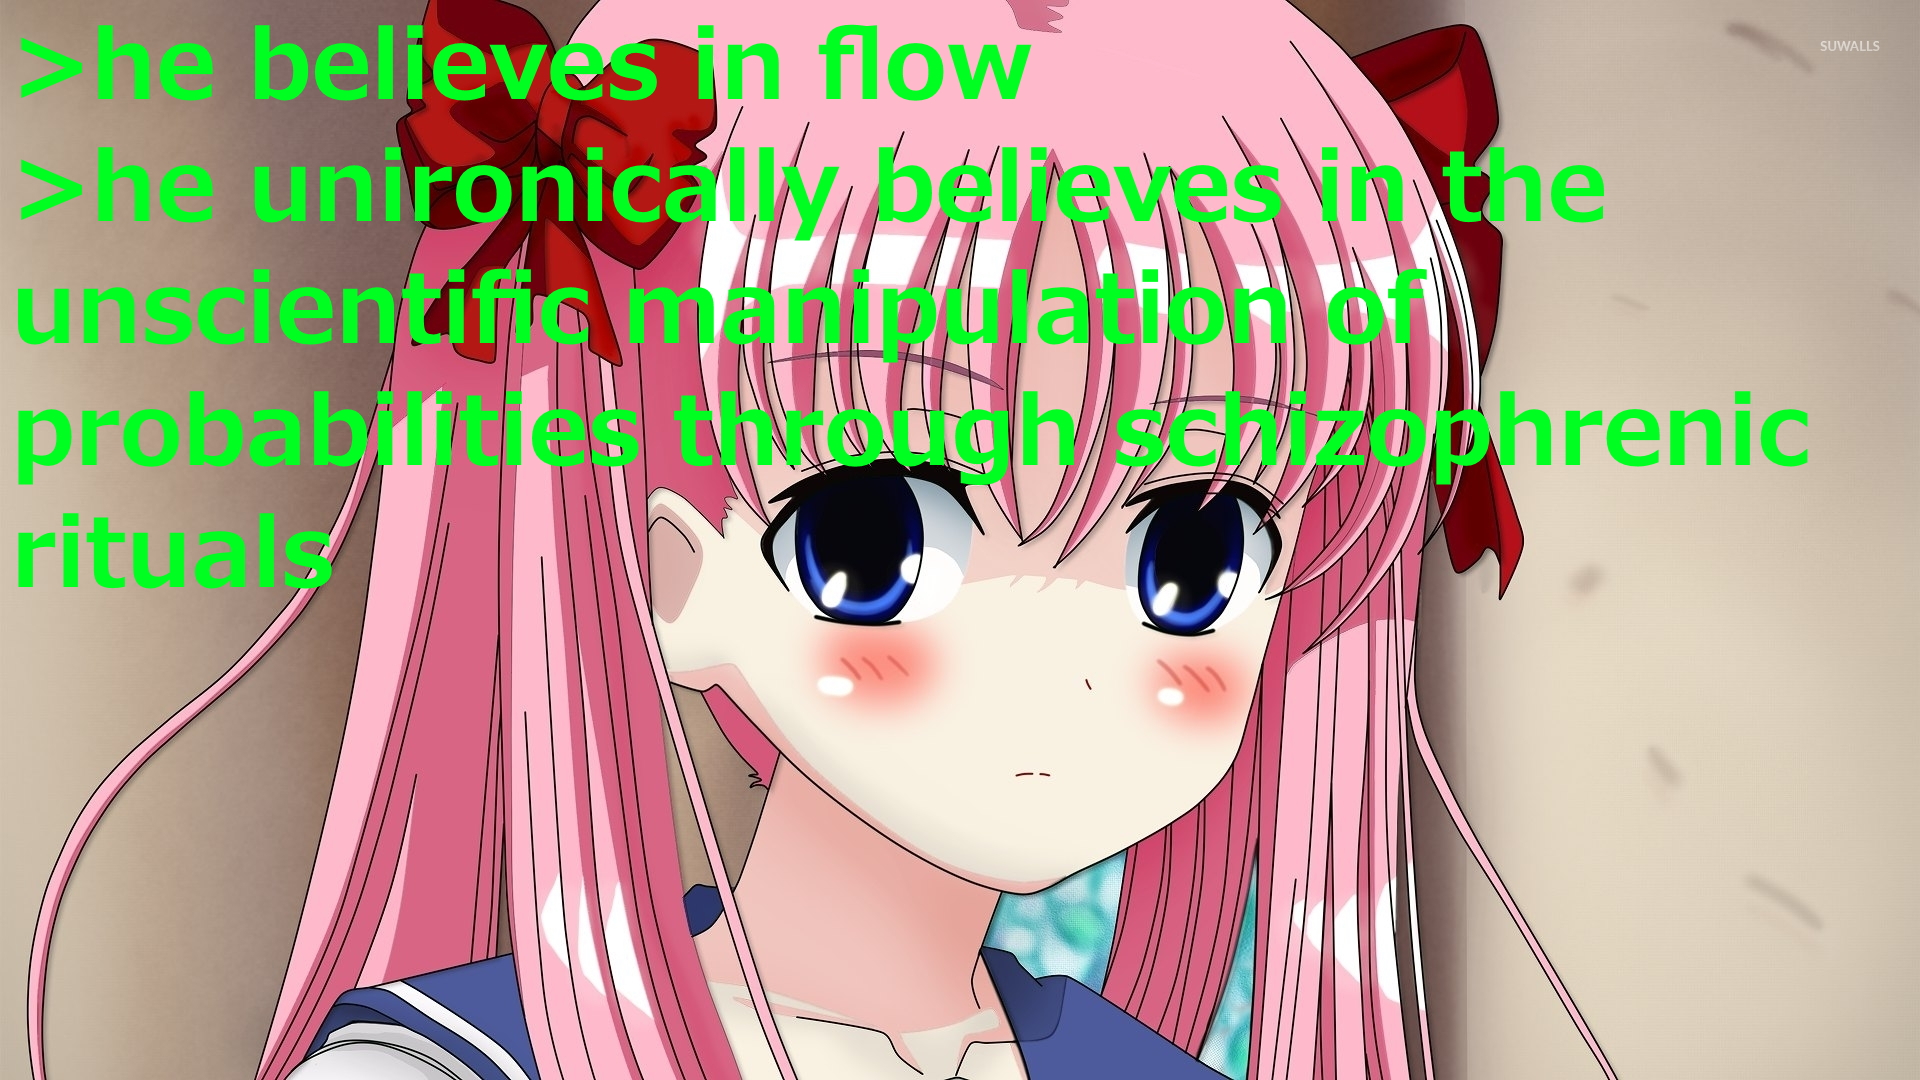 >he believes in flow
>he unironically believes in the
unscientific manipulation of
probabilities through schizophrenic
rituals
SUWALLS